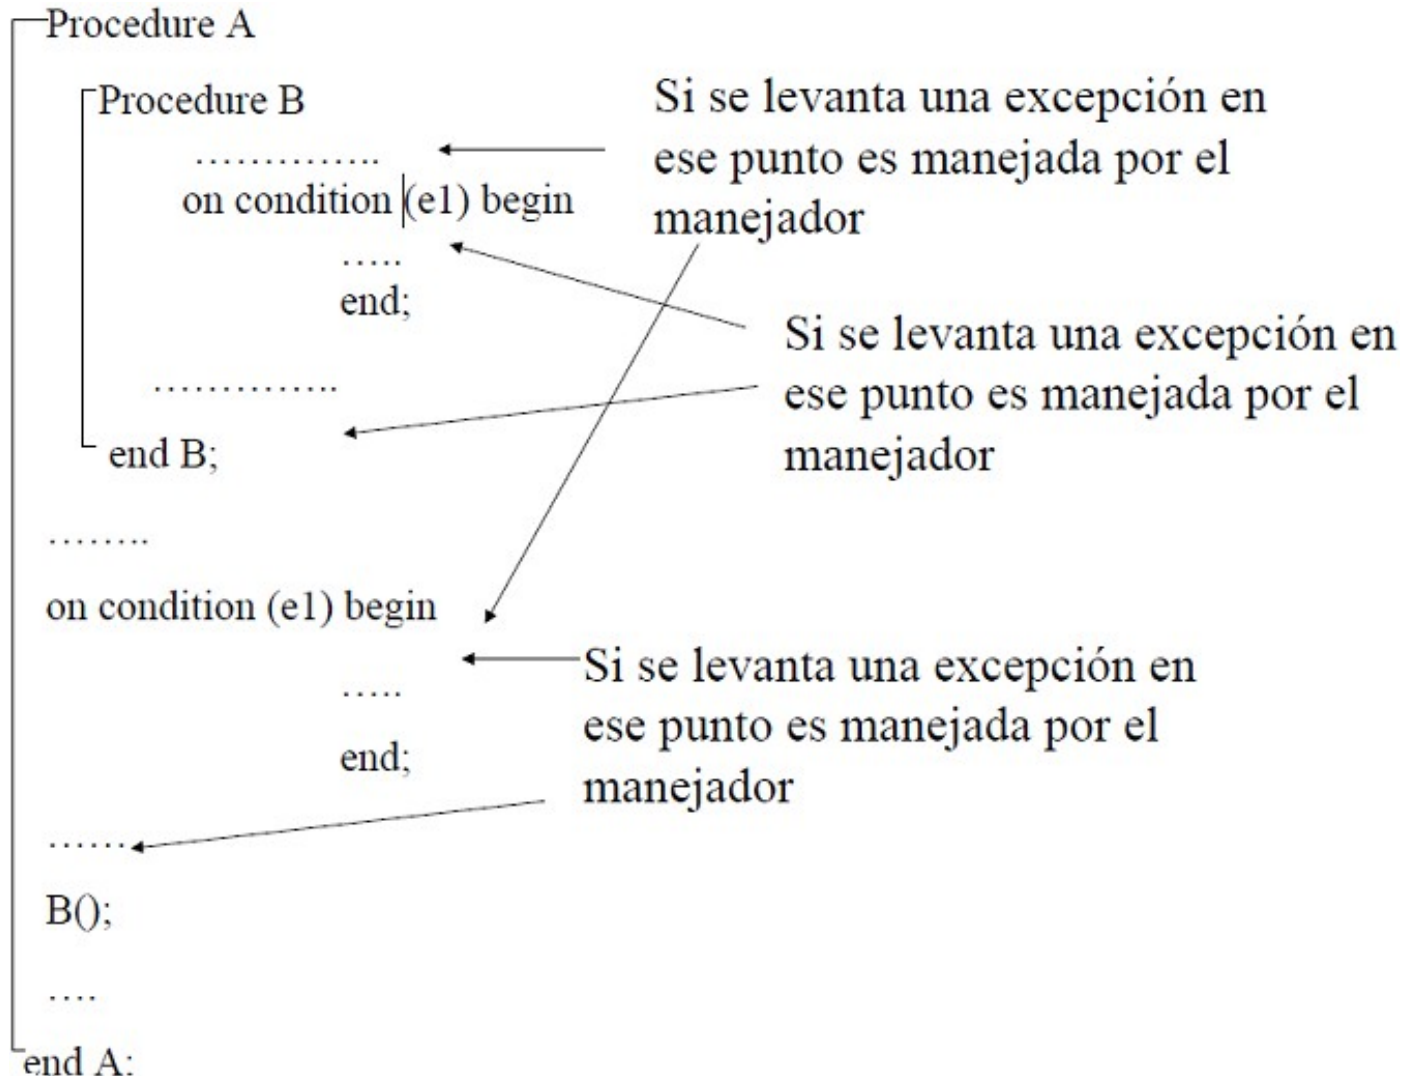 Procedure A
Procedure B
Si se levanta una excepción en
ese punto es manejada por el
manejador
…………..
on condition (e1) begin
…..
end;
Si se levanta una excepción en
ese punto es manejada por el
manejador
…………..
end B;
……..
on condition (e1) begin
Si se levanta una excepción en
ese punto es manejada por el
manejador
…..
end;
……
B();
….
end A;